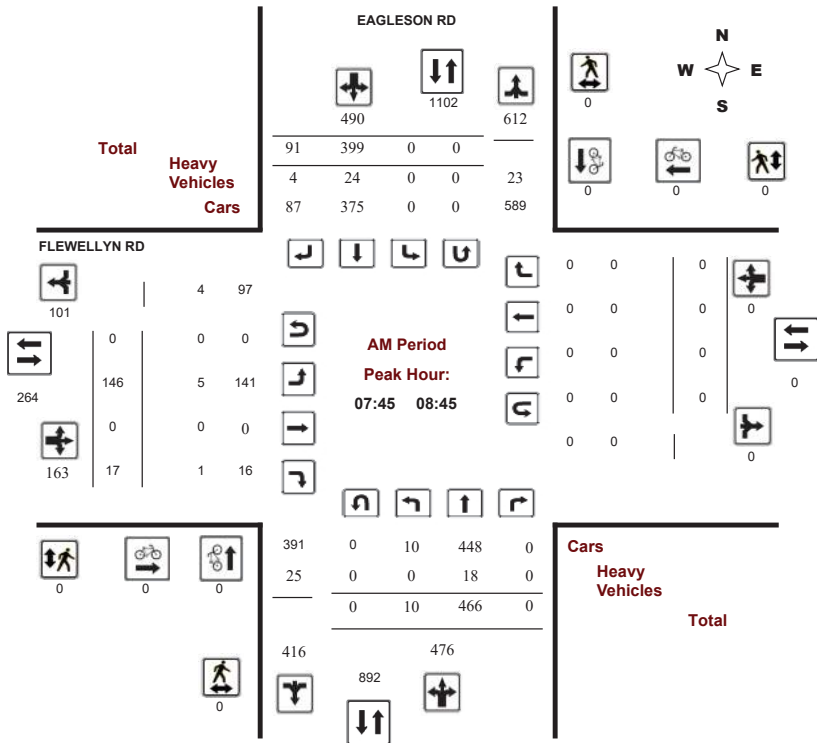 EAGLESON RD
N
W E
S
1102
0
490 612
Total 91 399 0 0
Heavy
Vehicles 4 24 0 0 23
0 0 0
Cars 87 375 0 0 589
FLEWELLYN RD
0 0 0
101 4 97
0
0 0 0
0 0 0
AM Period
264
146 5 141
Peak Hour:
0 0 0
0
07:45 08:45
0 0 0
0 0 0
0 0
0
163 17 1 16
391 0 10 448 0 Cars
25 0 0 18 0 Heavy
Vehicles
0 0 0
0 10 466 0
Total
416 476
892
0